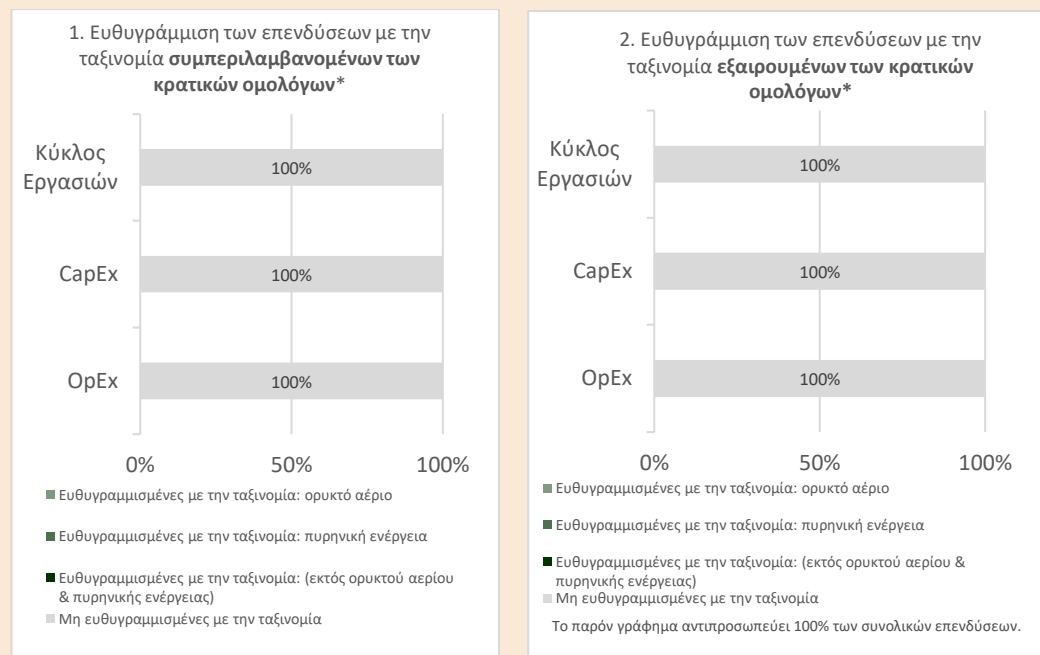 1. Ευθυγράμμιση των επενδύσεων με την
ταξινομία συμπεριλαμβανομένων των
κρατικών ομολόγων*
Κύκλος
Εργασιών
100%
CapEx
100%
OpEx
100%
0% 50% 100%
Ευθυγραμμισμένες με την ταξινομία: ορυκτό αέριο
Ευθυγραμμισμένες με την ταξινομία: πυρηνική ενέργεια
Ευθυγραμμισμένες με την ταξινομία: (εκτός ορυκτού αερίου
& πυρηνικής ενέργειας)
Μη ευθυγραμμισμένες με την ταξινομία
2. Ευθυγράμμιση των επενδύσεων με την
ταξινομία εξαιρουμένων των κρατικών
ομολόγων*
Κύκλος
Εργασιών
100%
CapEx
100%
OpEx
100%
0% 50% 100%
Ευθυγραμμισμένες με την ταξινομία: ορυκτό αέριο
Ευθυγραμμισμένες με την ταξινομία: πυρηνική ενέργεια
Ευθυγραμμισμένες με την ταξινομία: (εκτός ορυκτού αερίου &
πυρηνικής ενέργειας)
Μη ευθυγραμμισμένες με την ταξινομία
Το παρόν γράφημα αντιπροσωπεύει 100% των συνολικών επενδύσεων.